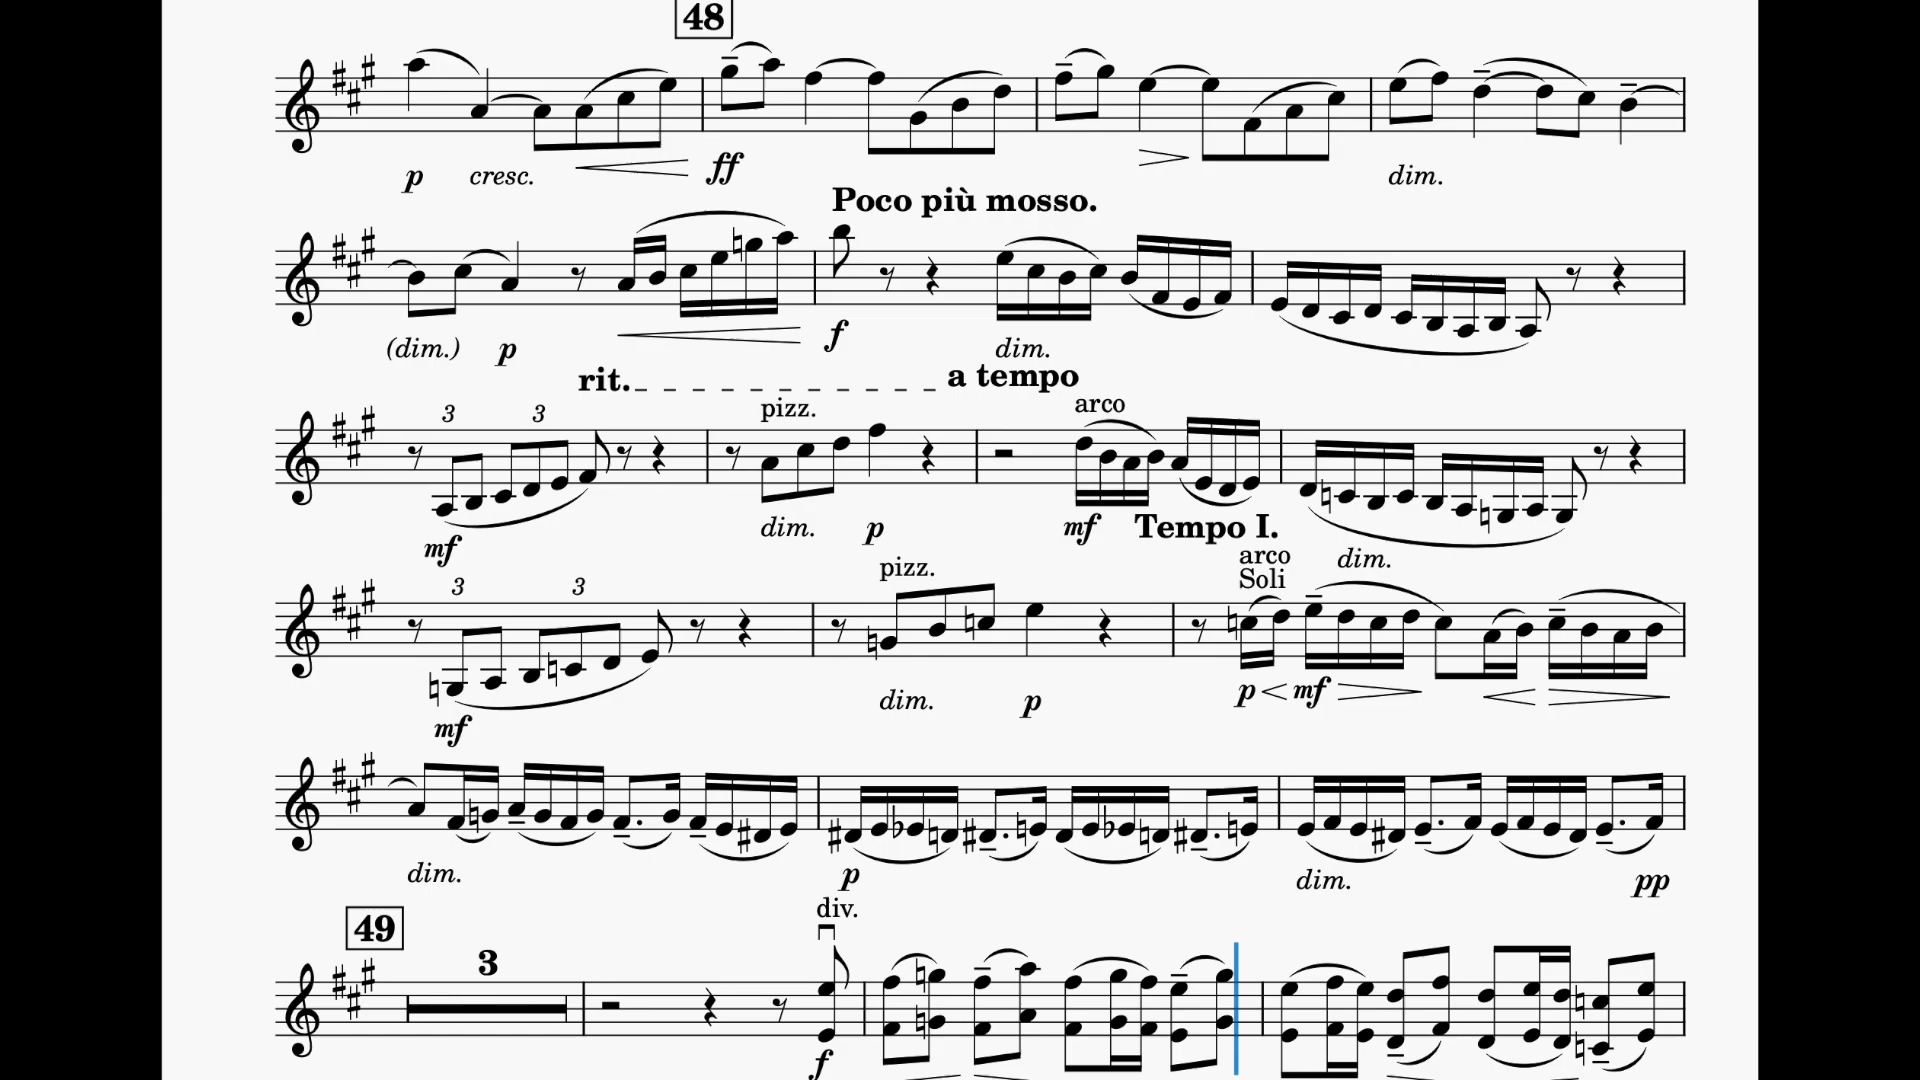 48
p cresc. ff dim.
Poco più mosso.
(dim.) p f dim.
rit. a tempo
3 3 pizz. arco
mf dim. p mf dim.
Tempo I.
3 3 pizz. arco
Soli
mf dim. p p mf
dim. p dim. pp
49
3 div.
f